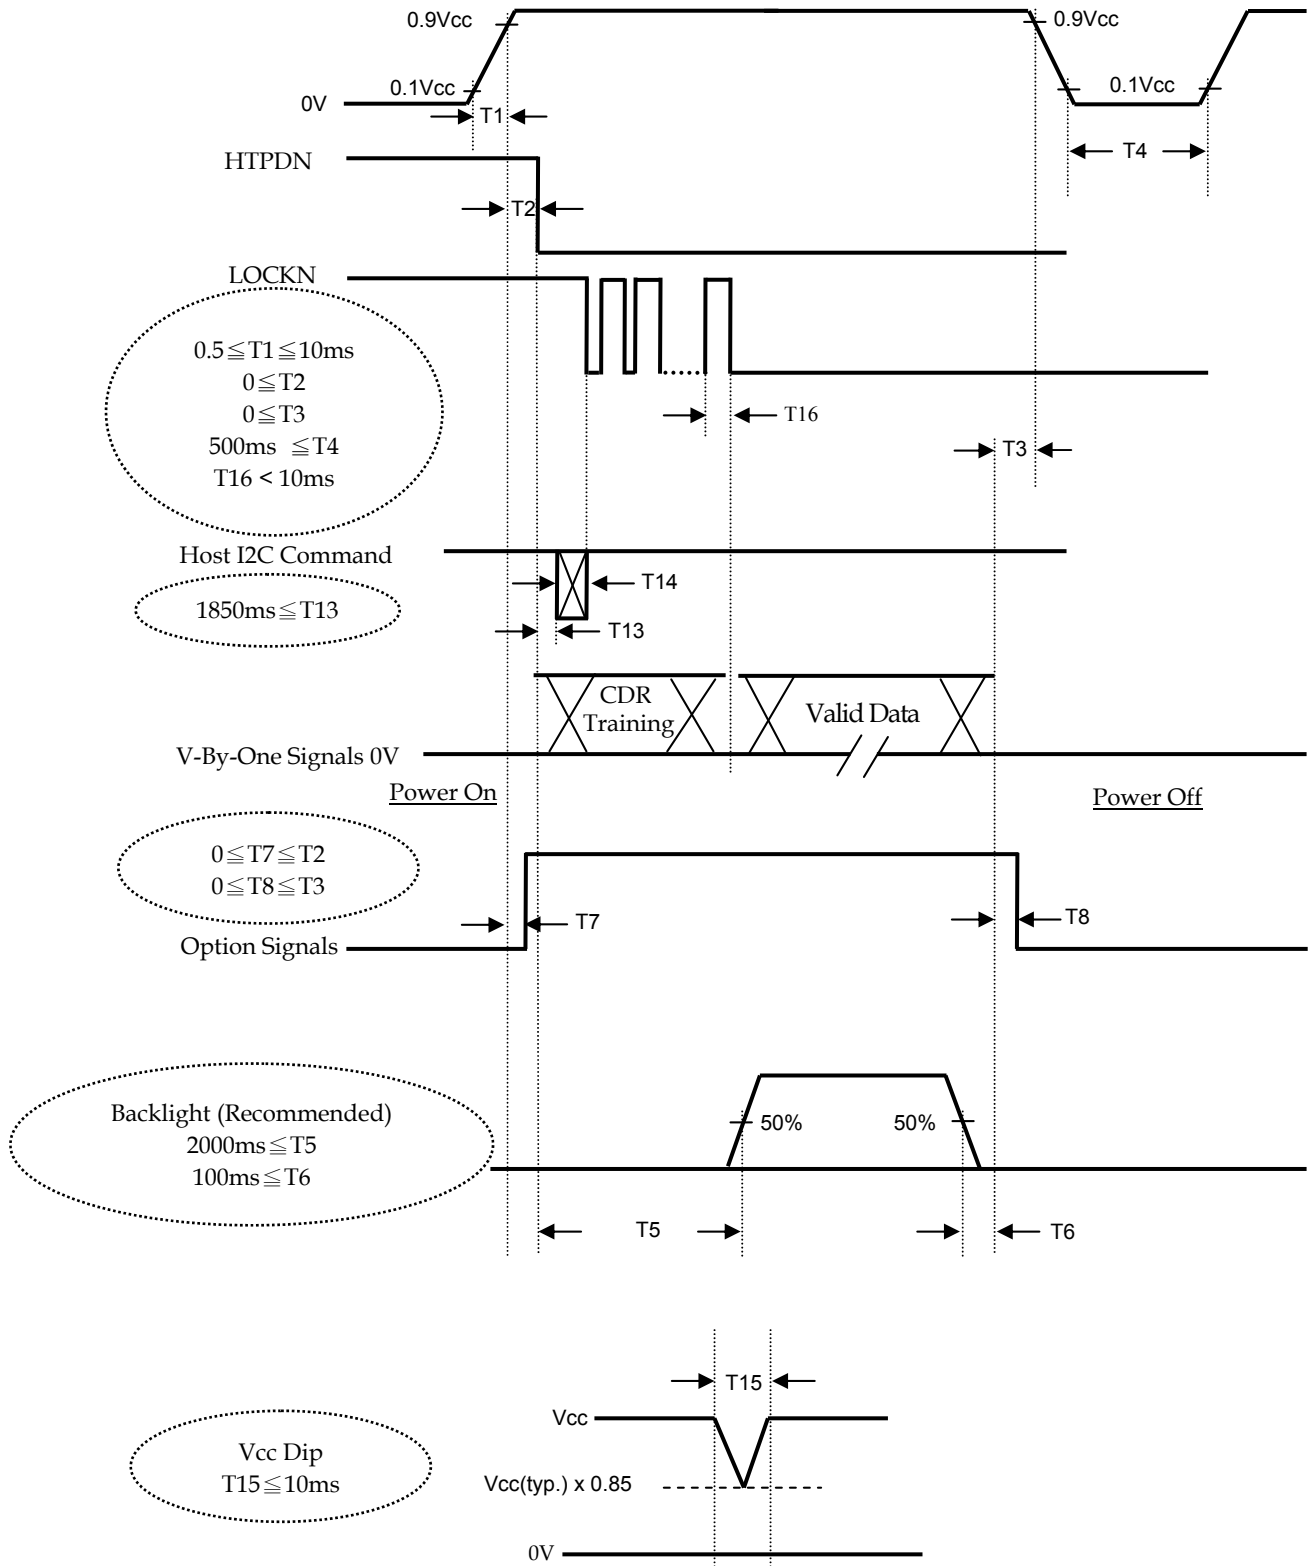 0.9Vcc
0.9Vcc
0.1Vcc
0.1Vcc
0V
T1
T4
HTPDN
T2
LOCKN
0.5≦T1≦10ms
0≦T2
0≦T3
500ms ≦T4
T16 < 10ms
T16
T3
Host I2C Command
T14
1850ms≦T13
T13
CDR
Training
Valid Data
V-By-One Signals 0V
Power On
Power Off
0≦T7≦T2
0≦T8≦T3
T7
T8
Option Signals
Backlight (Recommended)
2000ms≦T5
100ms≦T6
50%
50%
T5
T6
T15
Vcc
Vcc Dip
T15≦10ms
Vcc(typ.) x 0.85
0V